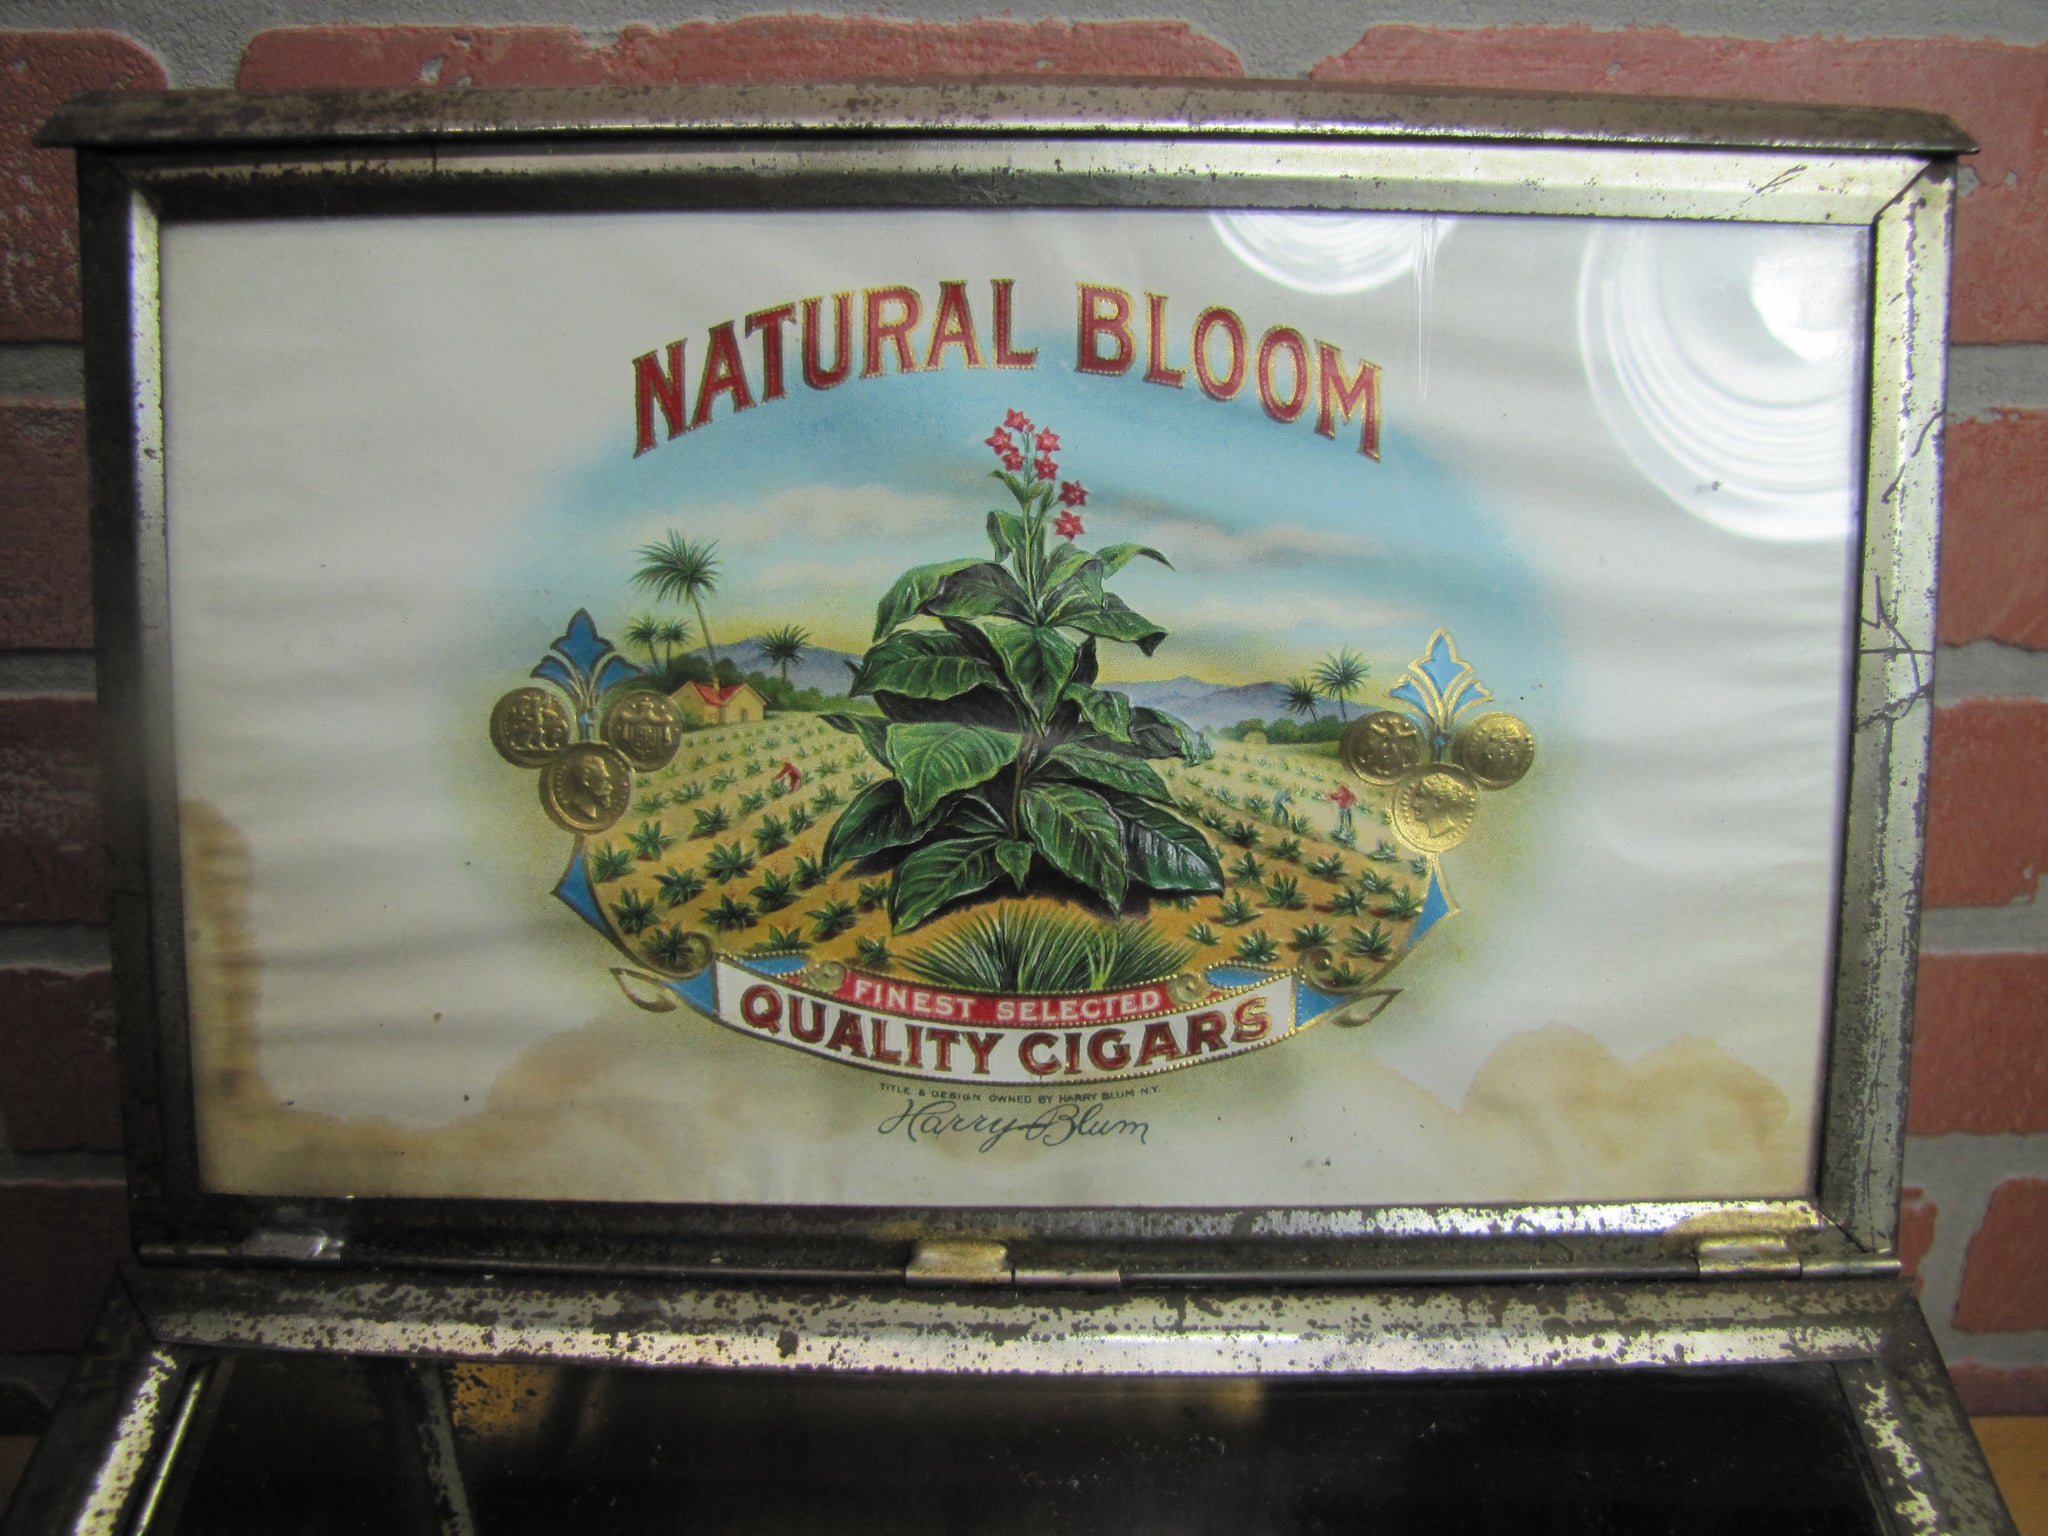 NATURAL BLOOM
FINEST SELECTED
QUALITY CIGARS
TITLE & DESIGN OWNED BY HARRY BLUM N.Y.
Harry Blum